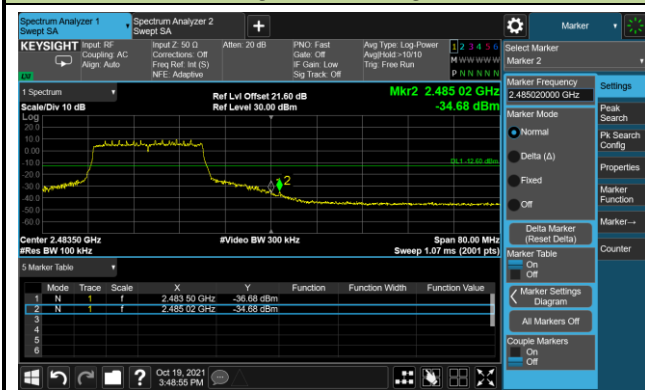 Spectrum Analyzer 1
Swept SA
Spectrum Analyzer 2
Swept SA
+
Marker
KEYSIGHT
Input: RF
Coupling: AC
Align: Auto
Input Z: 50 Ω
Corrections: Off
Freq Ref: Int (S)
NFE: Adaptive
Atten: 20 dB
PNO: Fast
Gate: Off
IF Gain: Low
Sig Track: Off
Avg Type: Log-Power
Avg|Hold:>10/10
Trig: Free Run
1 2 3 4 5 6
M W W W W W
P N N N N N
Select Marker
Marker 2
1 Spectrum
Scale/Div 10 dB
Ref Lvl Offset 21.60 dB
Ref Level 30.00 dBm
Mkr2 2.485 02 GHz
-34.68 dBm
Log
20.0
10.0
0.00
-10.0
-20.0
-30.0
-40.0
-50.0
-60.0
DL1 -12.60 dBm
2
Center 2.48350 GHz
#Res BW 100 kHz
#Video BW 300 kHz
Span 80.00 MHz
Sweep 1.07 ms (2001 pts)
5 Marker Table
Mode Trace Scale X Y Function Function Width Function Value
1 N 1 f 2.483 50 GHz -36.68 dBm
2 N 1 f 2.485 02 GHz -34.68 dBm
3
4
5
6
Marker Frequency
2.485020000 GHz
Marker Mode
Normal
Delta (Δ)
Fixed
Off
Delta Marker
(Reset Delta)
Marker Table
On
Off
Marker Settings
Diagram
All Markers Off
Couple Markers
On
Off
Settings
Peak
Search
Pk Search
Config
Properties
Marker
Function
Marker→
Counter
?
Oct 19, 2021
3:48:55 PM